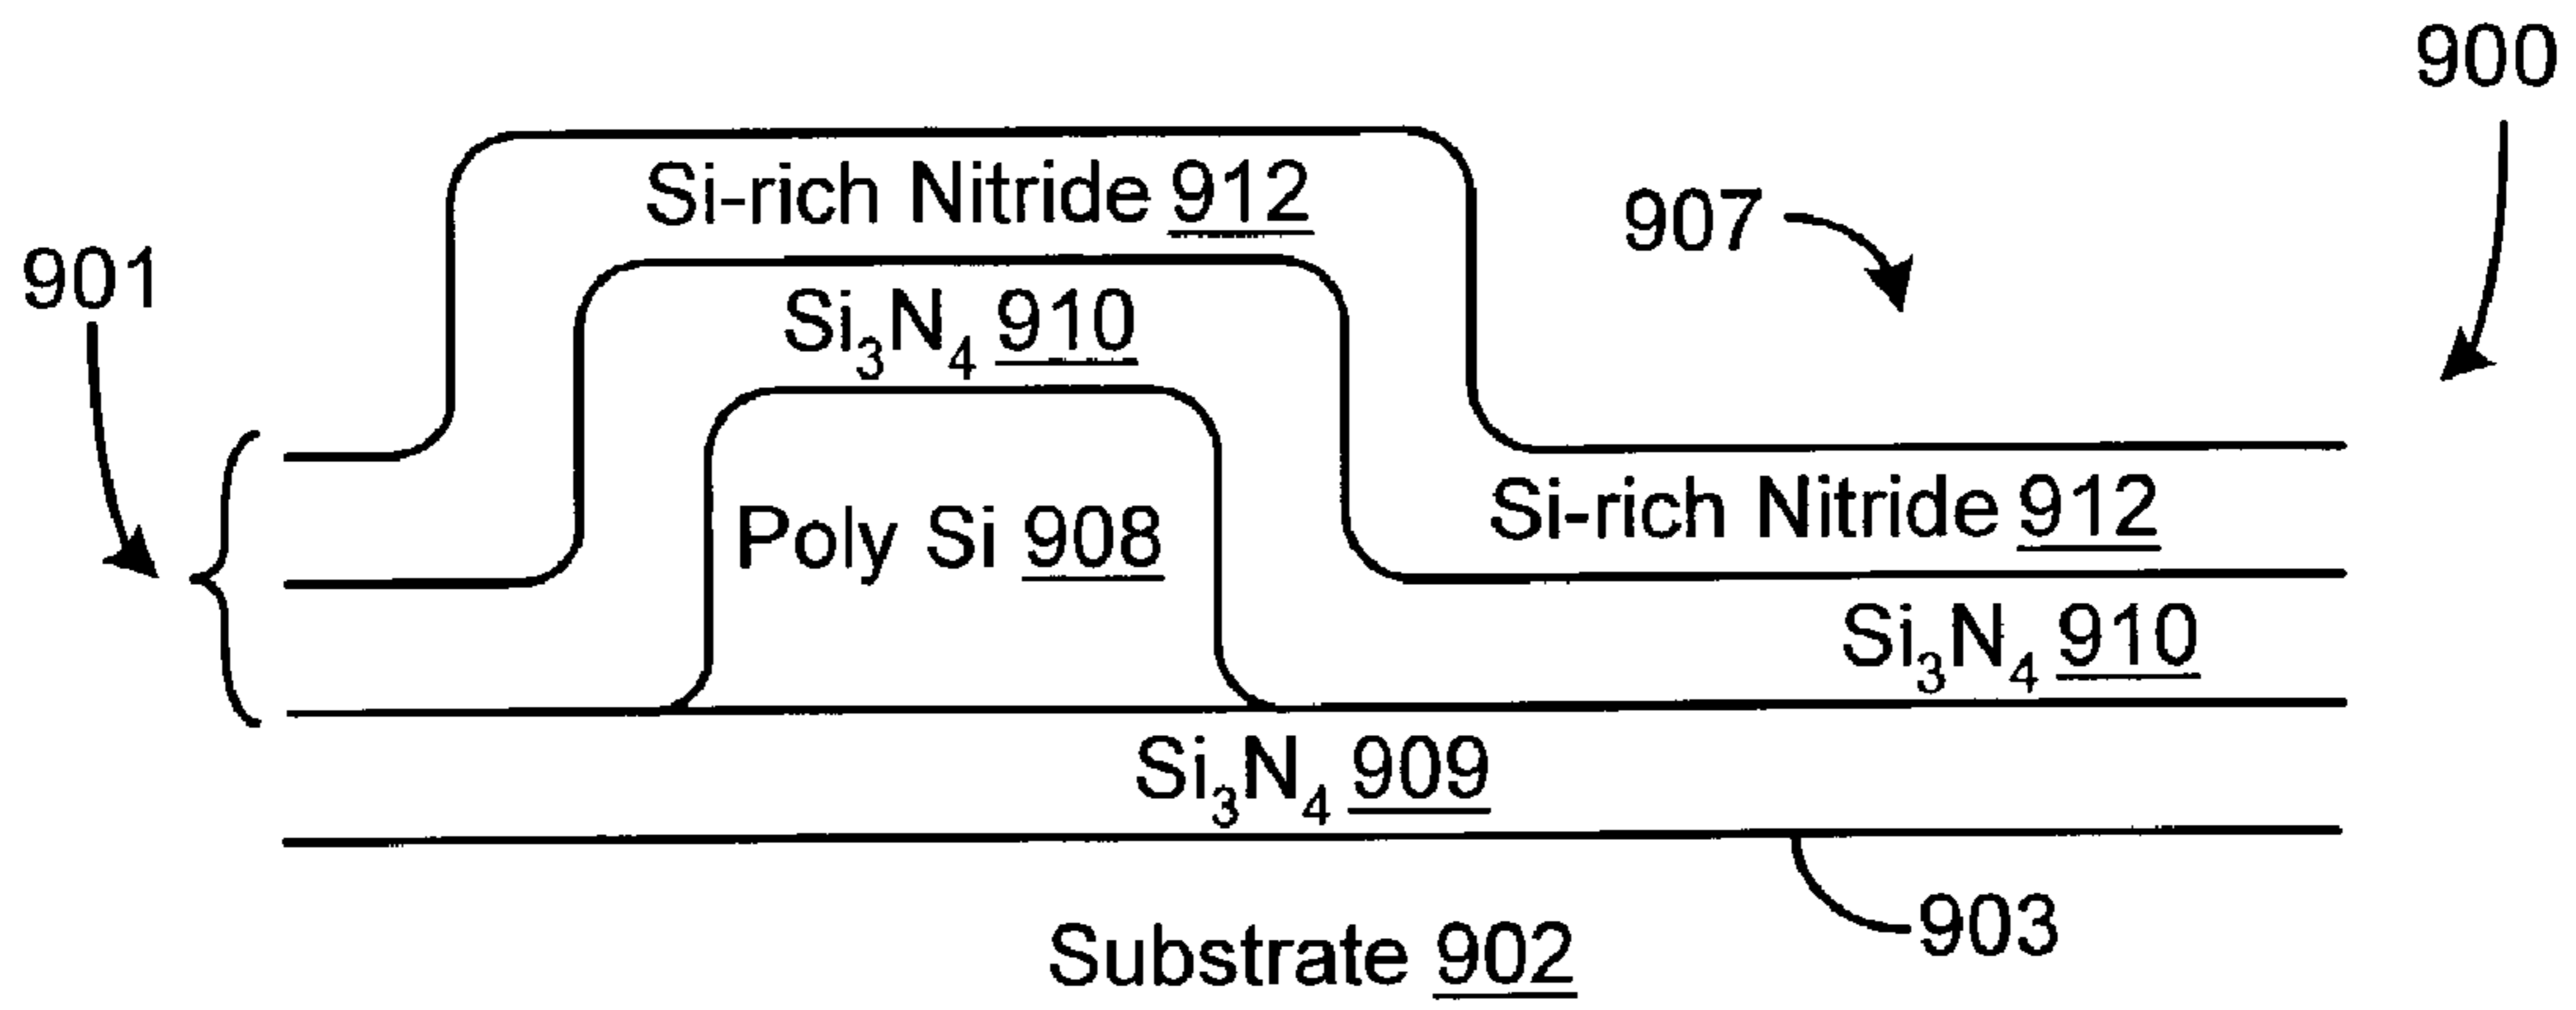 900
Si-rich Nitride 912
907
901
Si₃N₄ 910
Poly Si 908
Si-rich Nitride 912
Si₃N₄ 910
Si₃N₄ 909
903
Substrate 902